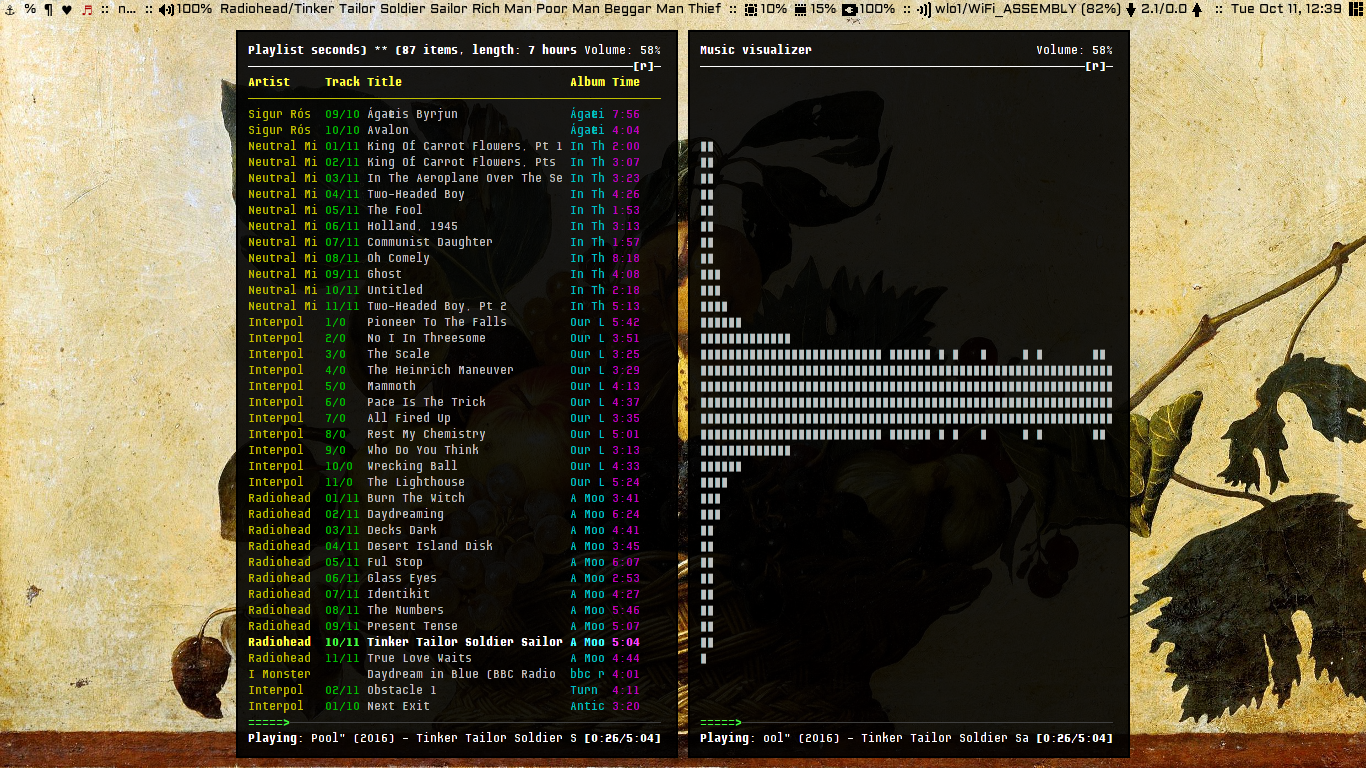 % ¶ ♥ ♬ :: n... :: 100% Radiohead/Tinker Tailor Soldier Sailor Rich Man Poor Man Beggar Man Thief :: 10% 15% 100% :: wlo1/WiFi_ASSEMBLY (82%) 2.1/0.0 :: Tue Oct 11, 12:39
Playlist seconds) ** (87 items, length: 7 hours Volume: 58%
[r]
Artist Track Title Album Time
Sigur Rós 09/10 Ágætis Byrjun Ágæti 7:56
Sigur Rós 10/10 Avalon Ágæti 4:04
Neutral Mi 01/11 King Of Carrot Flowers, Pt 1 In Th 2:00
Neutral Mi 02/11 King Of Carrot Flowers, Pts In Th 3:07
Neutral Mi 03/11 In The Aeroplane Over The Se In Th 3:23
Neutral Mi 04/11 Two-Headed Boy In Th 4:26
Neutral Mi 05/11 The Fool In Th 1:53
Neutral Mi 06/11 Holland, 1945 In Th 3:13
Neutral Mi 07/11 Communist Daughter In Th 1:57
Neutral Mi 08/11 Oh Comely In Th 8:18
Neutral Mi 09/11 Ghost In Th 4:08
Neutral Mi 10/11 Untitled In Th 2:18
Neutral Mi 11/11 Two-Headed Boy, Pt 2 In Th 5:13
Interpol 1/0 Pioneer To The Falls Our L 5:42
Interpol 2/0 No I In Threesome Our L 3:51
Interpol 3/0 The Scale Our L 3:25
Interpol 4/0 The Heinrich Maneuver Our L 3:29
Interpol 5/0 Mammoth Our L 4:13
Interpol 6/0 Pace Is The Trick Our L 4:37
Interpol 7/0 All Fired Up Our L 3:35
Interpol 8/0 Rest My Chemistry Our L 5:01
Interpol 9/0 Who Do You Think Our L 3:13
Interpol 10/0 Wrecking Ball Our L 4:33
Interpol 11/0 The Lighthouse Our L 5:24
Radiohead 01/11 Burn The Witch A Moo 3:41
Radiohead 02/11 Daydreaming A Moo 6:24
Radiohead 03/11 Decks Dark A Moo 4:41
Radiohead 04/11 Desert Island Disk A Moo 3:45
Radiohead 05/11 Ful Stop A Moo 6:07
Radiohead 06/11 Glass Eyes A Moo 2:53
Radiohead 07/11 Identikit A Moo 4:27
Radiohead 08/11 The Numbers A Moo 5:46
Radiohead 09/11 Present Tense A Moo 5:07
Radiohead 10/11 Tinker Tailor Soldier Sailor A Moo 5:04
Radiohead 11/11 True Love Waits A Moo 4:44
I Monster Daydream in Blue (BBC Radio bbc r 4:01
Interpol 02/11 Obstacle 1 Turn 4:11
Interpol 01/10 Next Exit Antic 3:20
=====>
Playing: Pool" (2016) - Tinker Tailor Soldier S [0:26/5:04]
Music visualizer Volume: 58%
[r]
=====>
Playing: ool" (2016) - Tinker Tailor Soldier Sa [0:26/5:04]